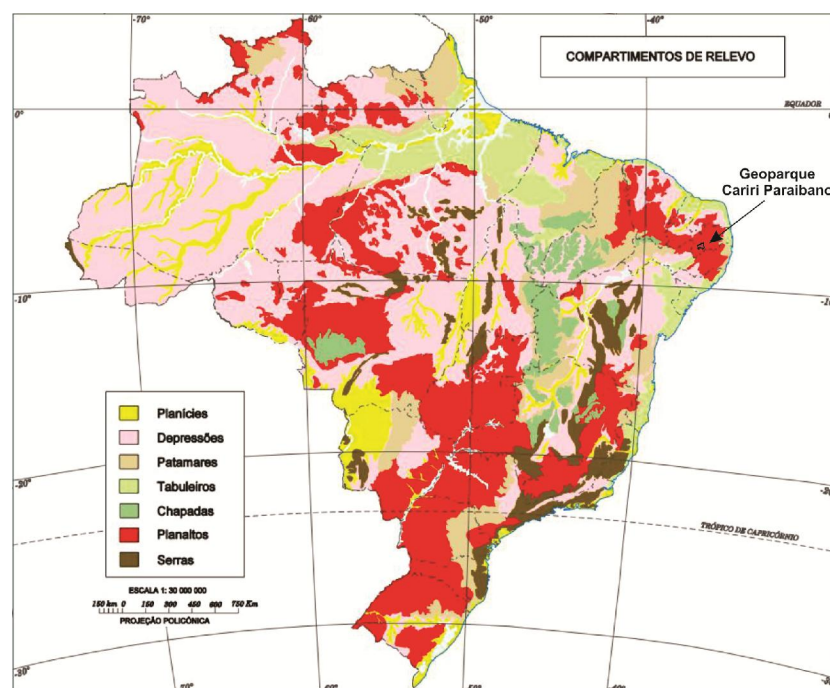 -70°
-60°
-50°
-40°
COMPARTIMENTOS DE RELEVO
EQUADOR
0°
Geoparque
Cariri Paraibano
-10°
Planícies
Depressões
Patamares
Tabuleiros
Chapadas
Planaltos
Serras
-20°
-20°
TRÓPICO DE CAPRICÓRNIO
ESCALA 1: 30 000 000
150 km 0 150 300 450 600 750 Km
PROJEÇÃO POLICÔNICA
-30°